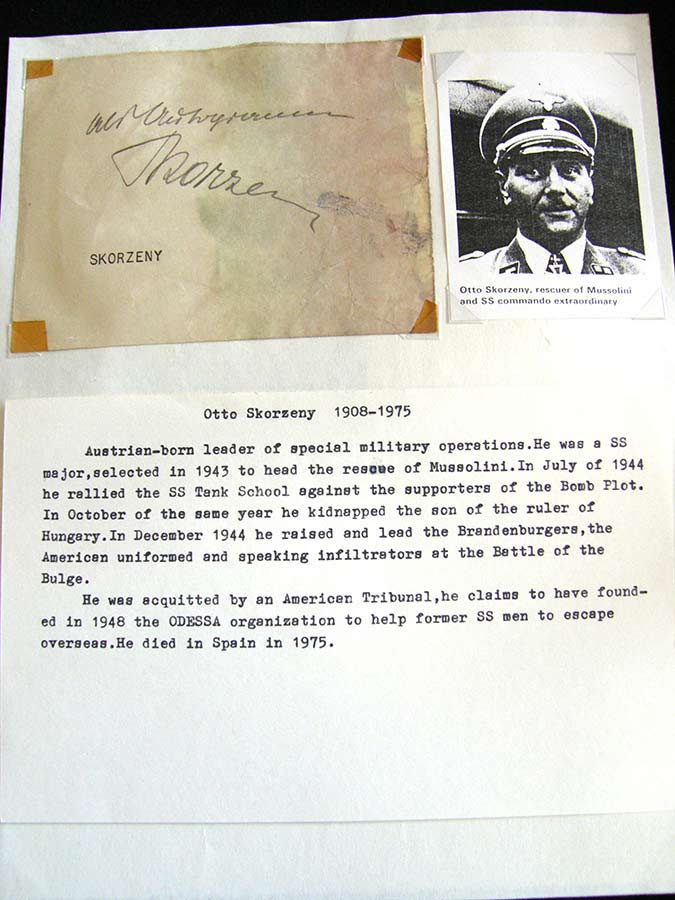 als Autogramm
Skorzeny
SKORZENY
Otto Skorzeny, rescuer of Mussolini
and SS commando extraordinary
Otto Skorzeny 1908-1975
Austrian-born leader of special military operations.He was a SS
major,selected in 1943 to head the rescue of Mussolini.In July of 1944
he rallied the SS Tank School against the supporters of the Bomb Plot.
In October of the same year he kidnapped the son of the ruler of
Hungary.In December 1944 he raised and lead the Brandenburgers,the
American uniformed and speaking infiltrators at the Battle of the
Bulge.
He was acquitted by an American Tribunal,he claims to have found-
ed in 1948 the ODESSA organization to help former SS men to escape
overseas.He died in Spain in 1975.